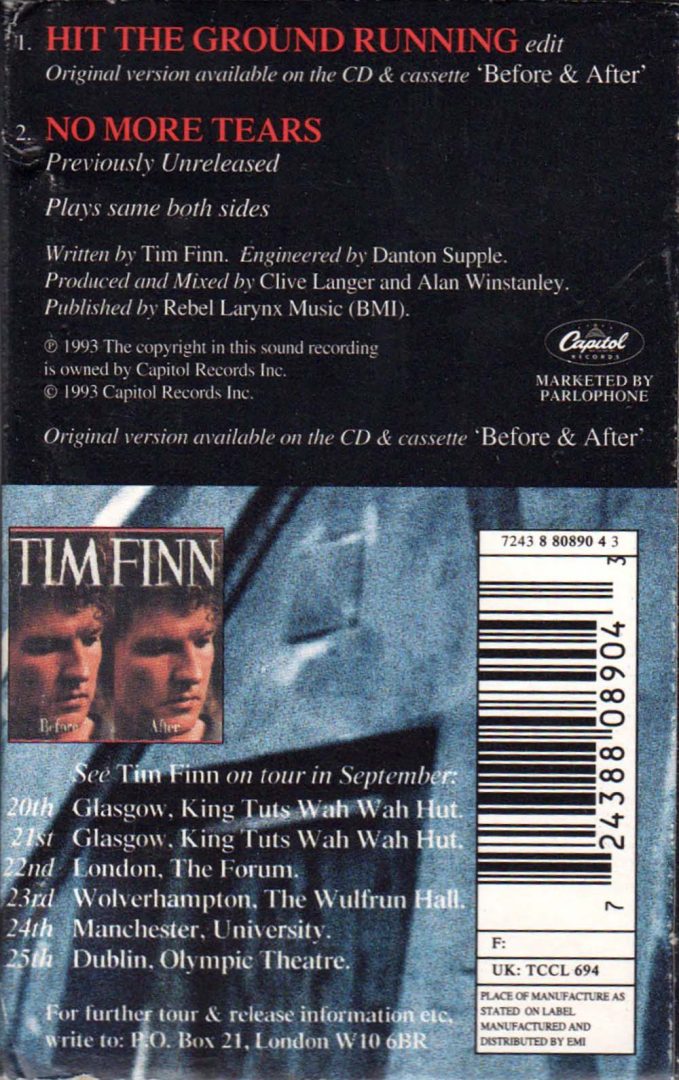 1. HIT THE GROUND RUNNING edit
Original version available on the CD & cassette ‘Before & After’
2. NO MORE TEARS
Previously Unreleased
Plays same both sides
Written by Tim Finn. Engineered by Danton Supple.
Produced and Mixed by Clive Langer and Alan Winstanley.
Published by Rebel Larynx Music (BMI).
℗ 1993 The copyright in this sound recording
is owned by Capitol Records Inc.
© 1993 Capitol Records Inc.
Capitol
RECORDS
MARKETED BY
PARLOPHONE
Original version available on the CD & cassette ‘Before & After’
TIM FINN
Before After
See Tim Finn on tour in September:
20th Glasgow, King Tuts Wah Wah Hut.
21st Glasgow, King Tuts Wah Wah Hut.
22nd London, The Forum.
23rd Wolverhampton, The Wulfrun Hall.
24th Manchester, University.
25th Dublin, Olympic Theatre.
For further tour & release information etc,
write to: P.O. Box 21, London W10 6BR
7243 8 80890 4 3
7 24388 08904 3
F:
UK: TCCL 694
PLACE OF MANUFACTURE AS
STATED ON LABEL
MANUFACTURED AND
DISTRIBUTED BY EMI